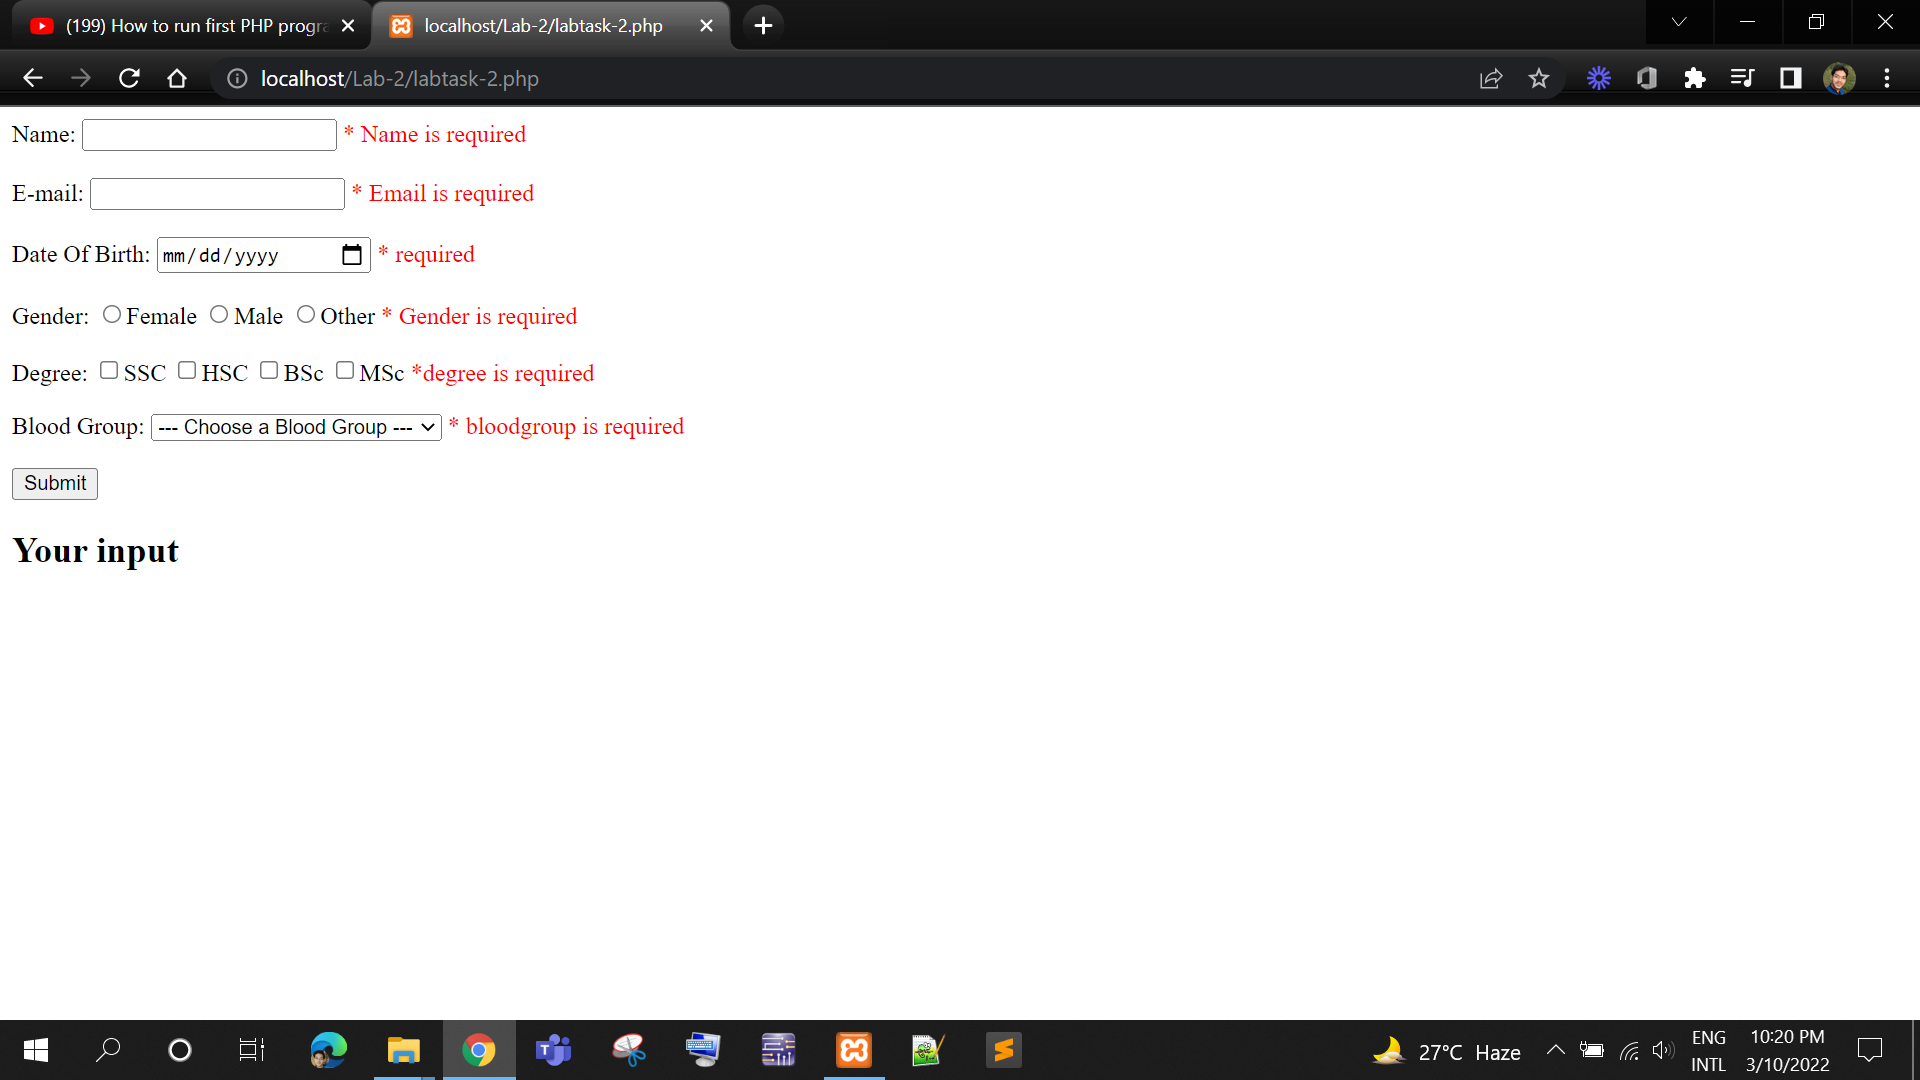 (199) How to run first PHP progra
localhost/Lab-2/labtask-2.php
localhost/Lab-2/labtask-2.php
Name: * Name is required
E-mail: * Email is required
Date Of Birth: mm/dd/yyyy * required
Gender: Female Male Other * Gender is required
Degree: SSC HSC BSc MSc *degree is required
Blood Group: --- Choose a Blood Group --- * bloodgroup is required
Submit
Your input
27°C Haze
ENG
INTL
10:20 PM
3/10/2022